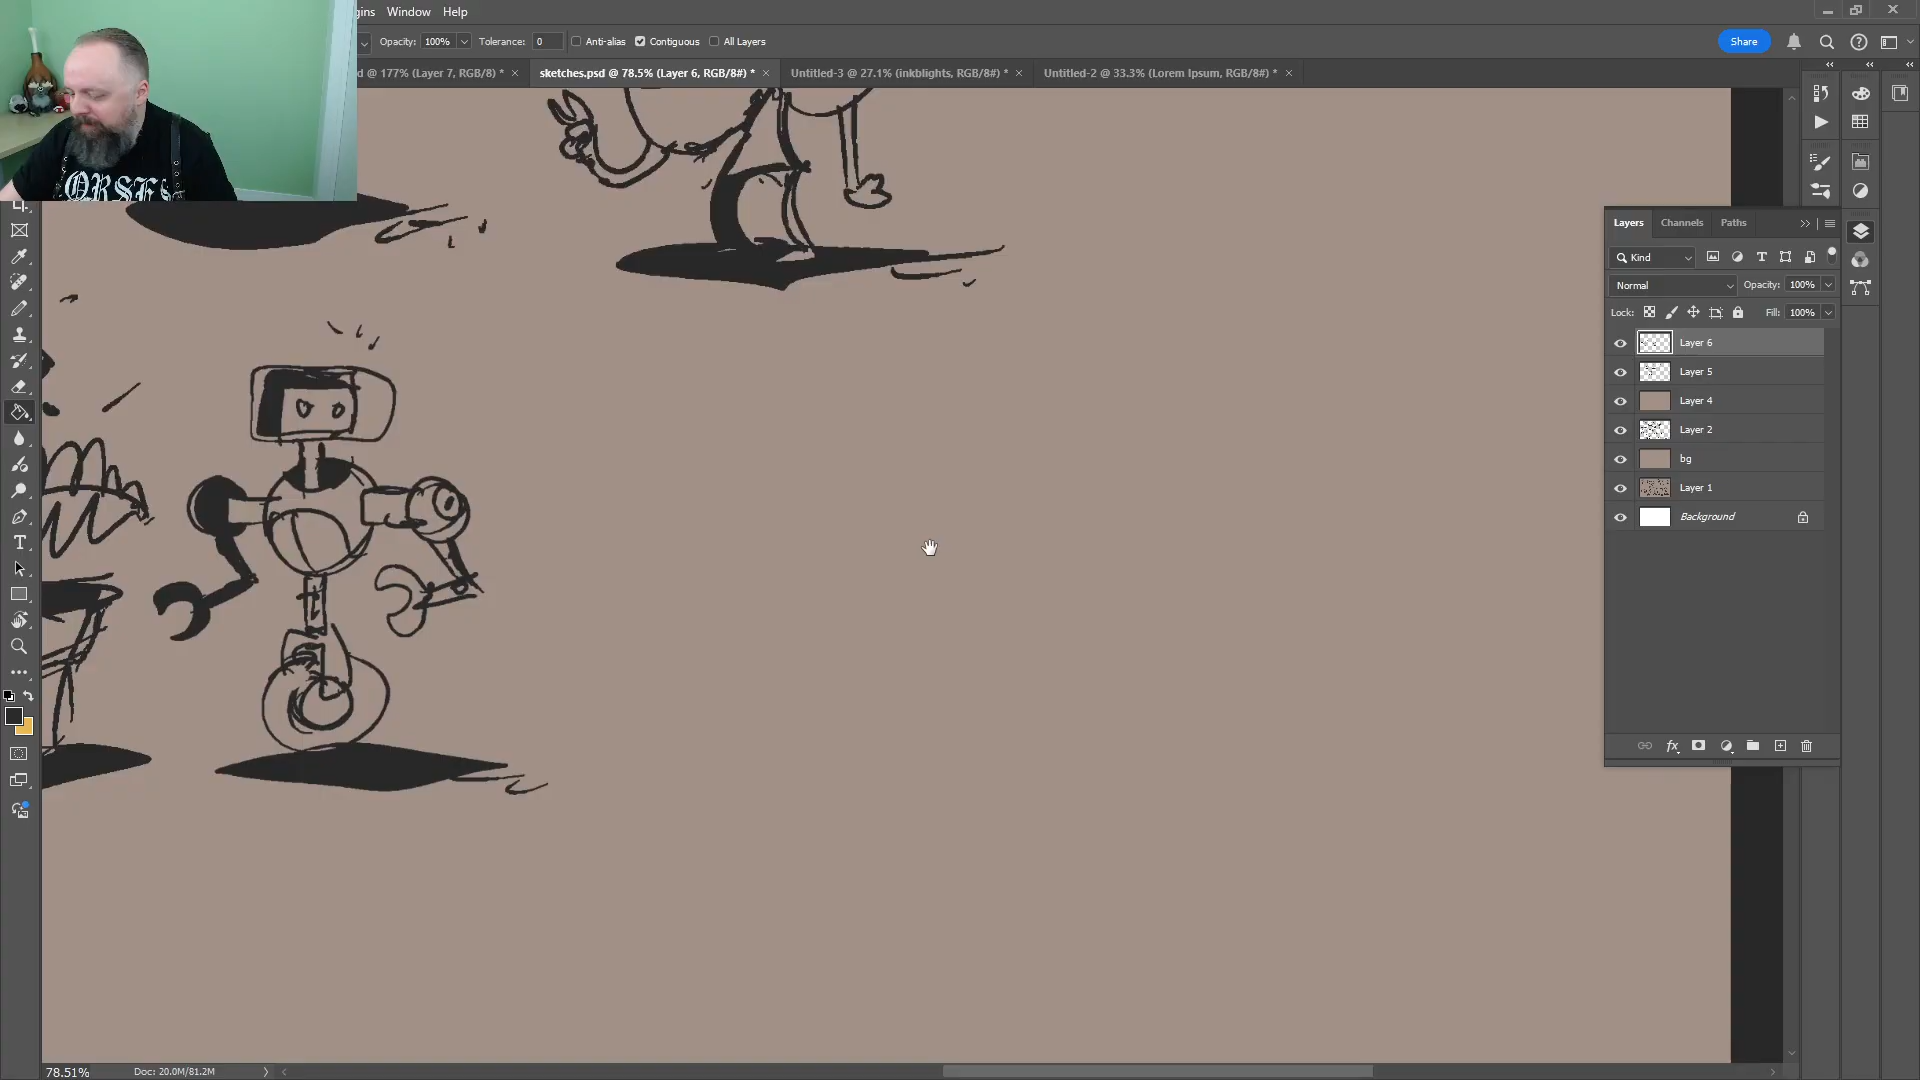 gins Window Help
Opacity: 100% Tolerance: 0 Anti-alias Contiguous All Layers
Share
d @ 177% (Layer 7, RGB/8) * ×
sketches.psd @ 78.5% (Layer 6, RGB/8#) * ×
Untitled-3 @ 27.1% (inkblights, RGB/8#) * ×
Untitled-2 @ 33.3% (Lorem Ipsum, RGB/8#) * ×
Layers Channels Paths
Kind
Normal Opacity: 100%
Lock: Fill: 100%
Layer 6
Layer 5
Layer 4
Layer 2
bg
Layer 1
Background
78.51% Doc: 20.0M/81.2M